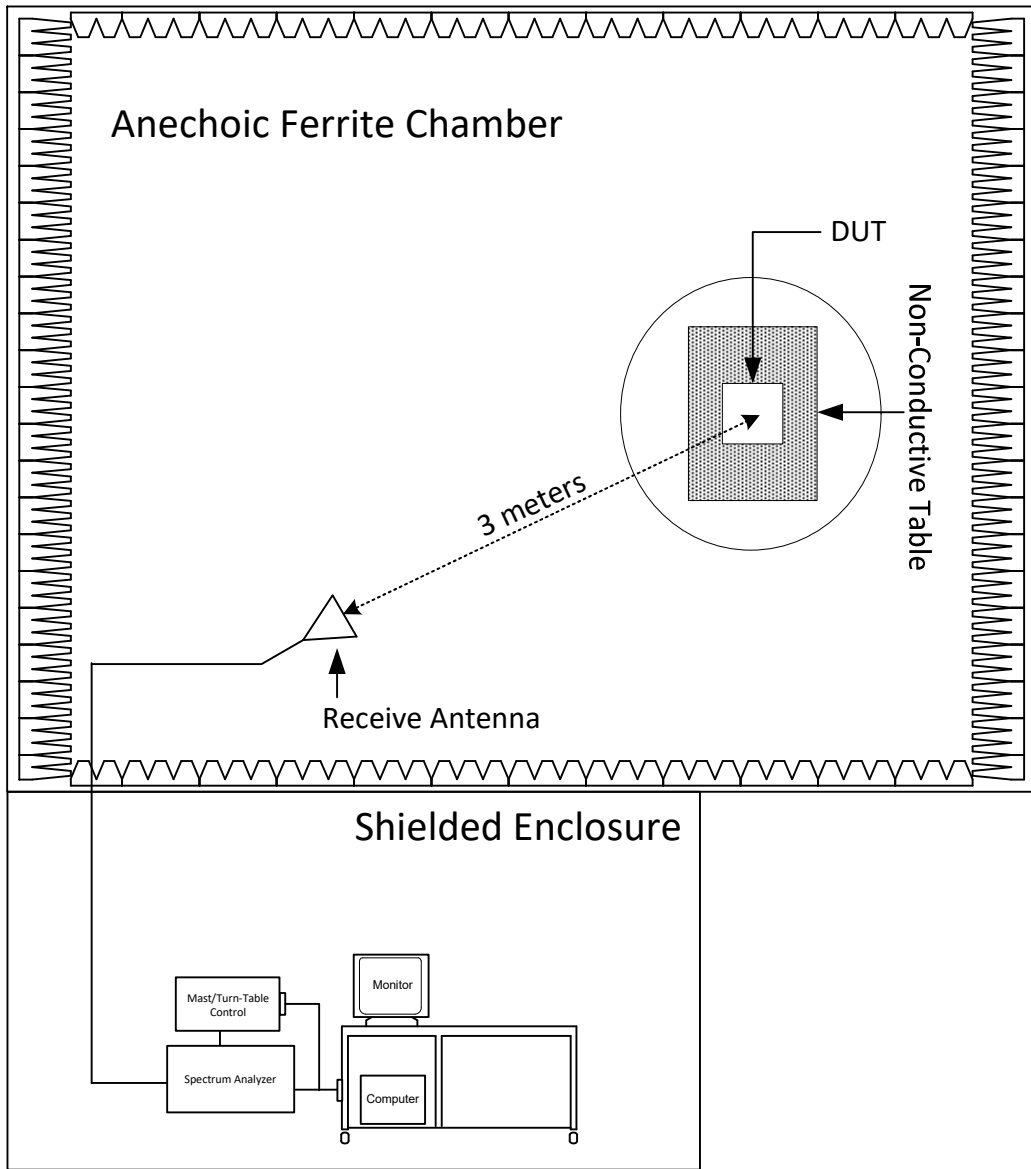 Anechoic Ferrite Chamber
DUT
Non-Conductive Table
3 meters
Receive Antenna
Shielded Enclosure
Monitor
Mast/Turn-Table
Control
Spectrum Analyzer
Computer